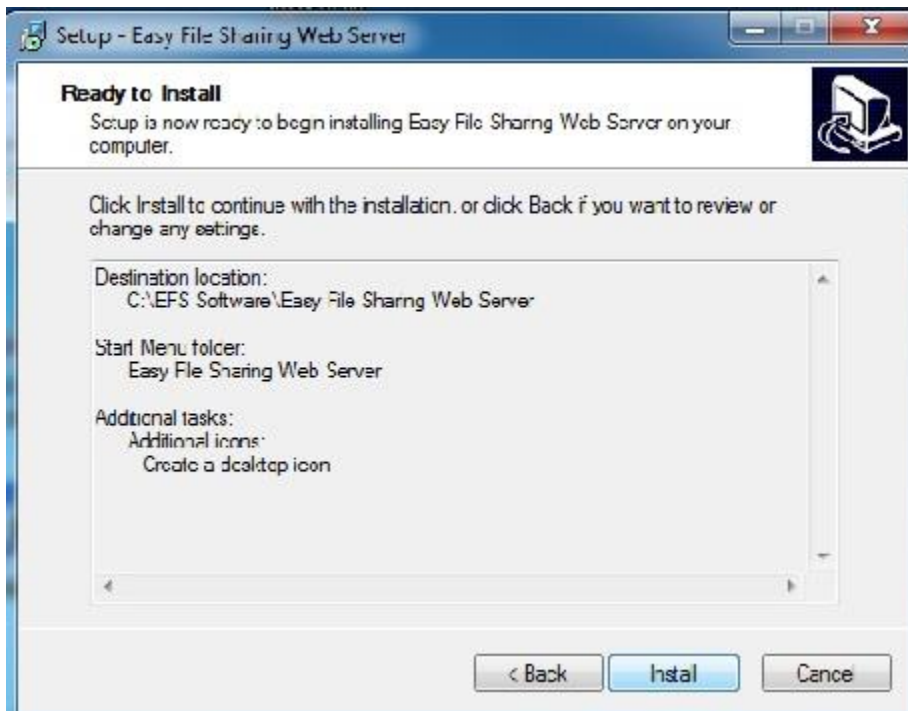 Setup - Easy File Sharing Web Server
Ready to Install
Setup is now ready to begin installing Easy File Sharing Web Server on your
computer.
Click Install to continue with the installation, or click Back if you want to review or
change any settings.
Destination location:
C:\EFS Software\Easy File Sharing Web Server
Start Menu folder:
Easy File Sharing Web Server
Additional tasks:
Additional icons:
Create a desktop icon
< Back
Install
Cancel